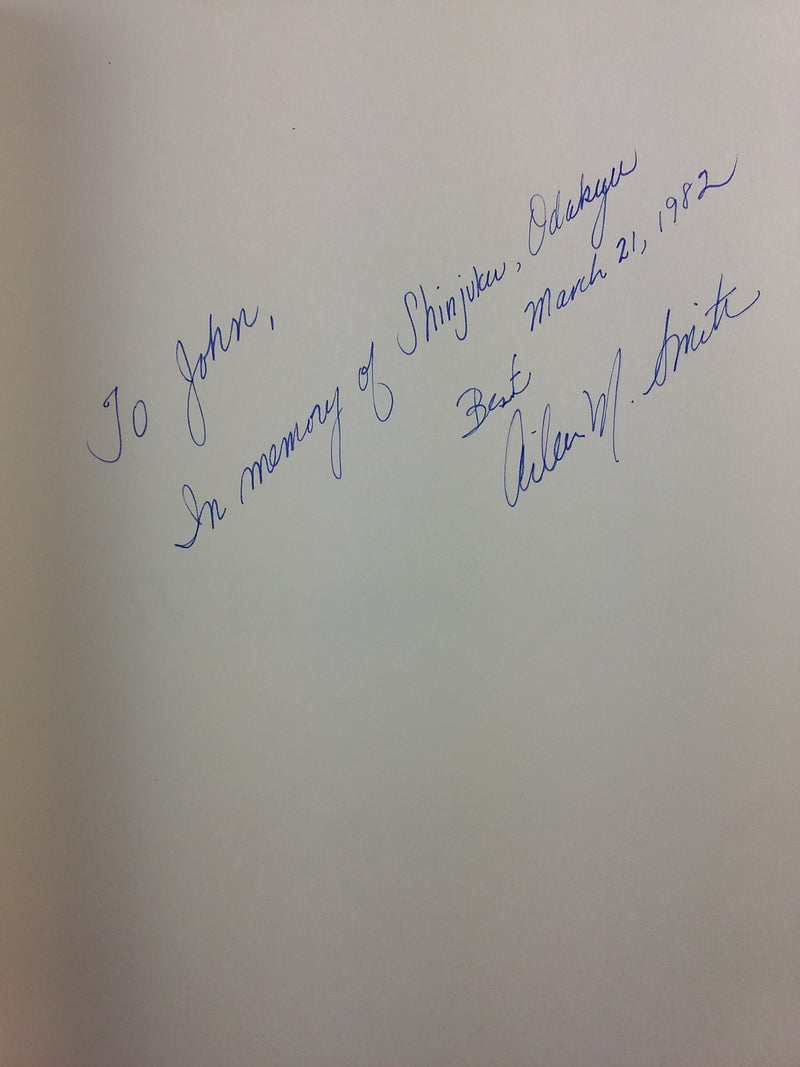 To John,
In memory of Shinjuku, Odakyu
March 21, 1982
Best
Aileen M. Smith